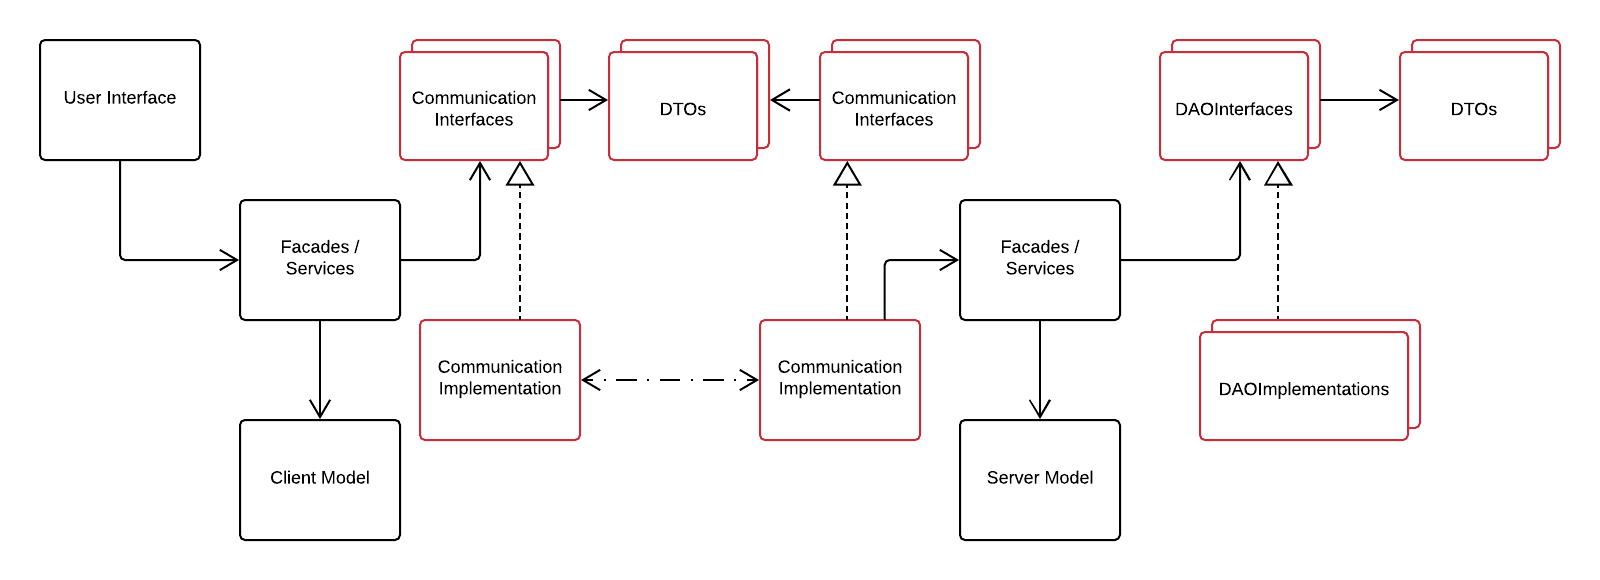 User Interface
Communication
Interfaces
DTOs
Communication
Interfaces
DAOInterfaces
DTOs
Facades /
Services
Facades /
Services
Communication
Implementation
Communication
Implementation
DAOImplementations
Client Model
Server Model